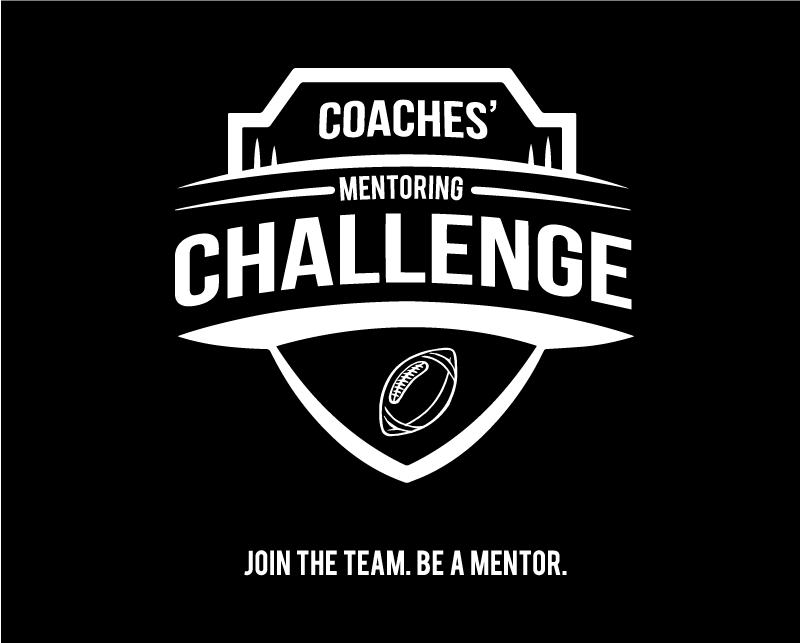 COACHES’
MENTORING
CHALLENGE
JOIN THE TEAM. BE A MENTOR.